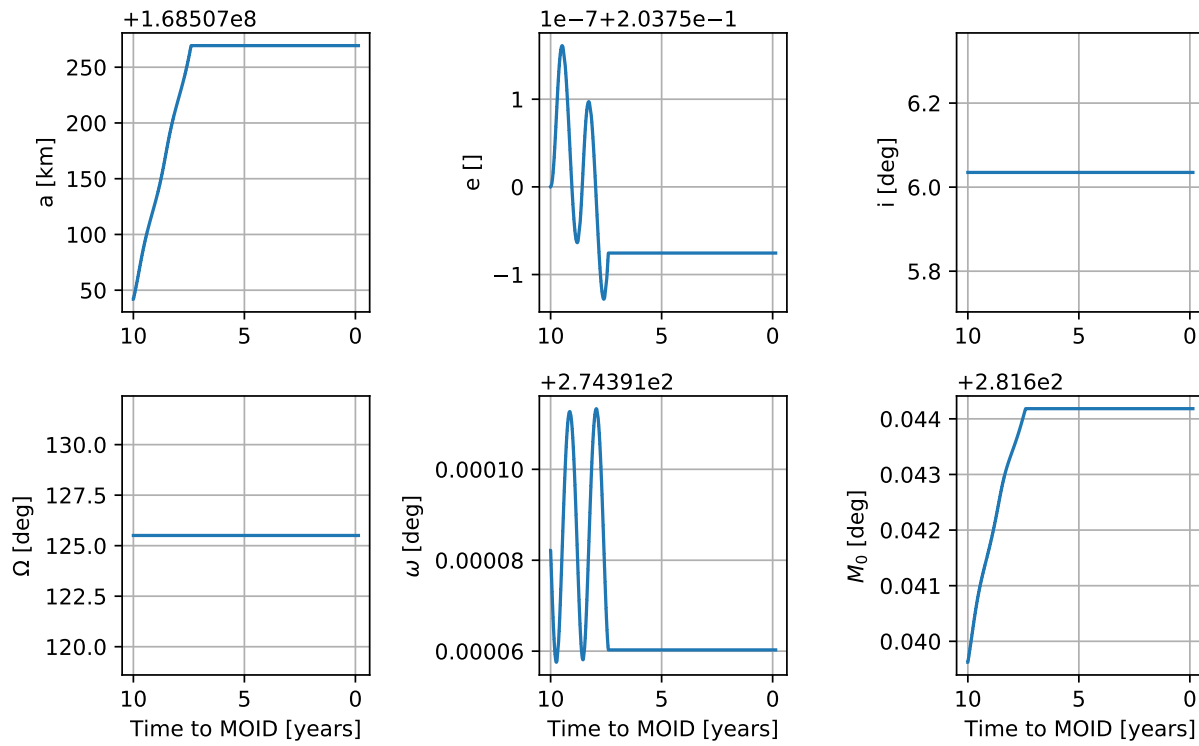 +1.68507e8
250
200
150
100
50
a [km]
10 5 0
1e−7+2.0375e−1
1
0
−1
e []
10 5 0
6.2
6.0
5.8
i [deg]
10 5 0
130.0
127.5
125.0
122.5
120.0
Ω [deg]
10 5 0
Time to MOID [years]
+2.74391e2
0.00010
0.00008
0.00006
ω [deg]
10 5 0
Time to MOID [years]
+2.816e2
0.044
0.043
0.042
0.041
0.040
M₀ [deg]
10 5 0
Time to MOID [years]